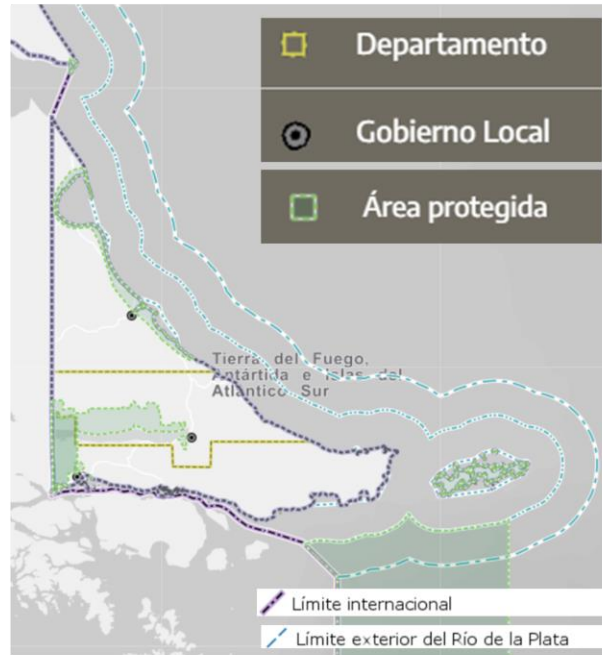 Departamento
Gobierno Local
Área protegida
Tierra del Fuego,
Antártida e Islas del
Atlántico Sur
Límite internacional
Límite exterior del Río de la Plata